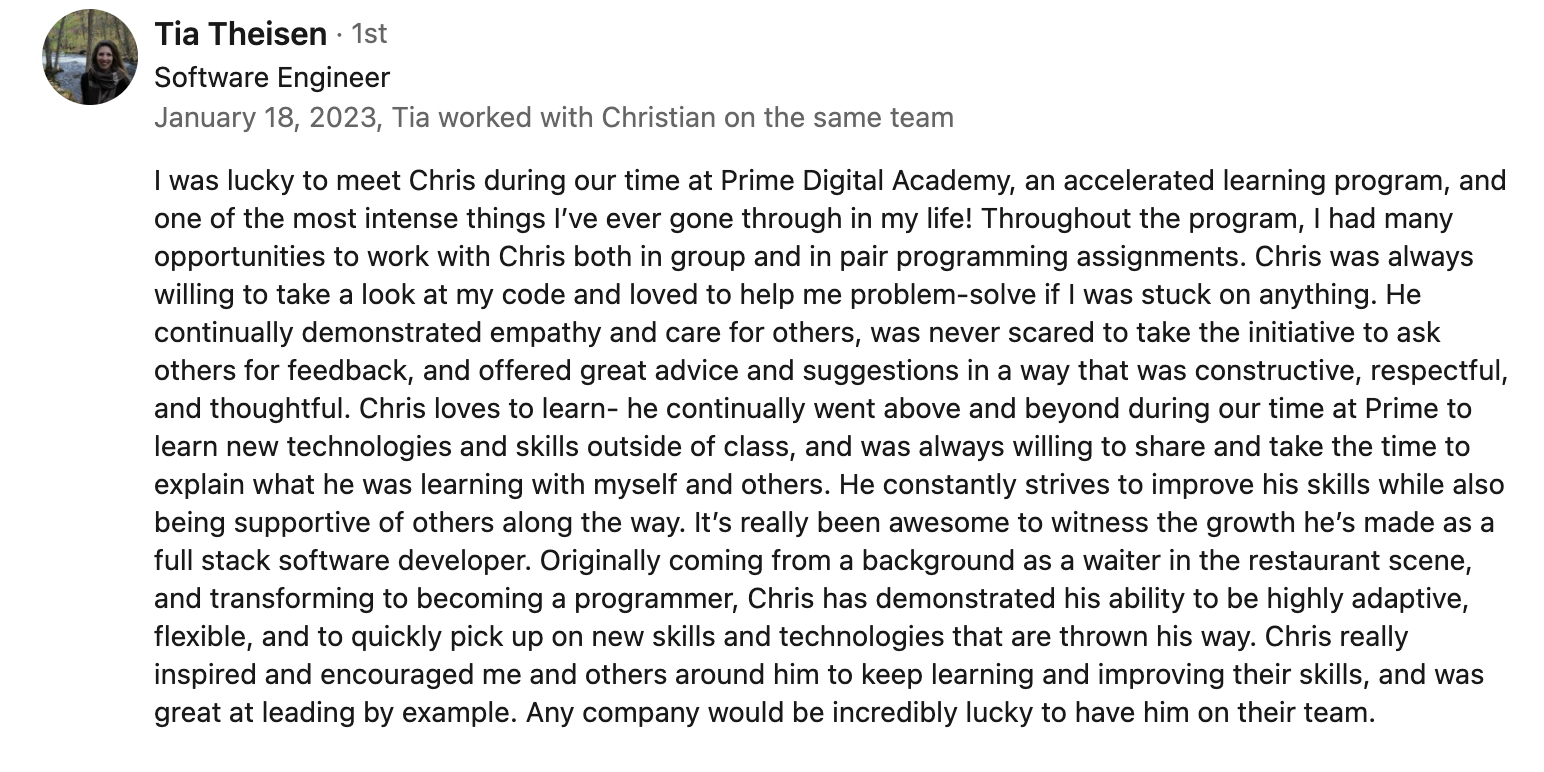 Tia Theisen · 1st
Software Engineer
January 18, 2023, Tia worked with Christian on the same team
I was lucky to meet Chris during our time at Prime Digital Academy, an accelerated learning program, and
one of the most intense things I’ve ever gone through in my life! Throughout the program, I had many
opportunities to work with Chris both in group and in pair programming assignments. Chris was always
willing to take a look at my code and loved to help me problem-solve if I was stuck on anything. He
continually demonstrated empathy and care for others, was never scared to take the initiative to ask
others for feedback, and offered great advice and suggestions in a way that was constructive, respectful,
and thoughtful. Chris loves to learn- he continually went above and beyond during our time at Prime to
learn new technologies and skills outside of class, and was always willing to share and take the time to
explain what he was learning with myself and others. He constantly strives to improve his skills while also
being supportive of others along the way. It’s really been awesome to witness the growth he’s made as a
full stack software developer. Originally coming from a background as a waiter in the restaurant scene,
and transforming to becoming a programmer, Chris has demonstrated his ability to be highly adaptive,
flexible, and to quickly pick up on new skills and technologies that are thrown his way. Chris really
inspired and encouraged me and others around him to keep learning and improving their skills, and was
great at leading by example. Any company would be incredibly lucky to have him on their team.